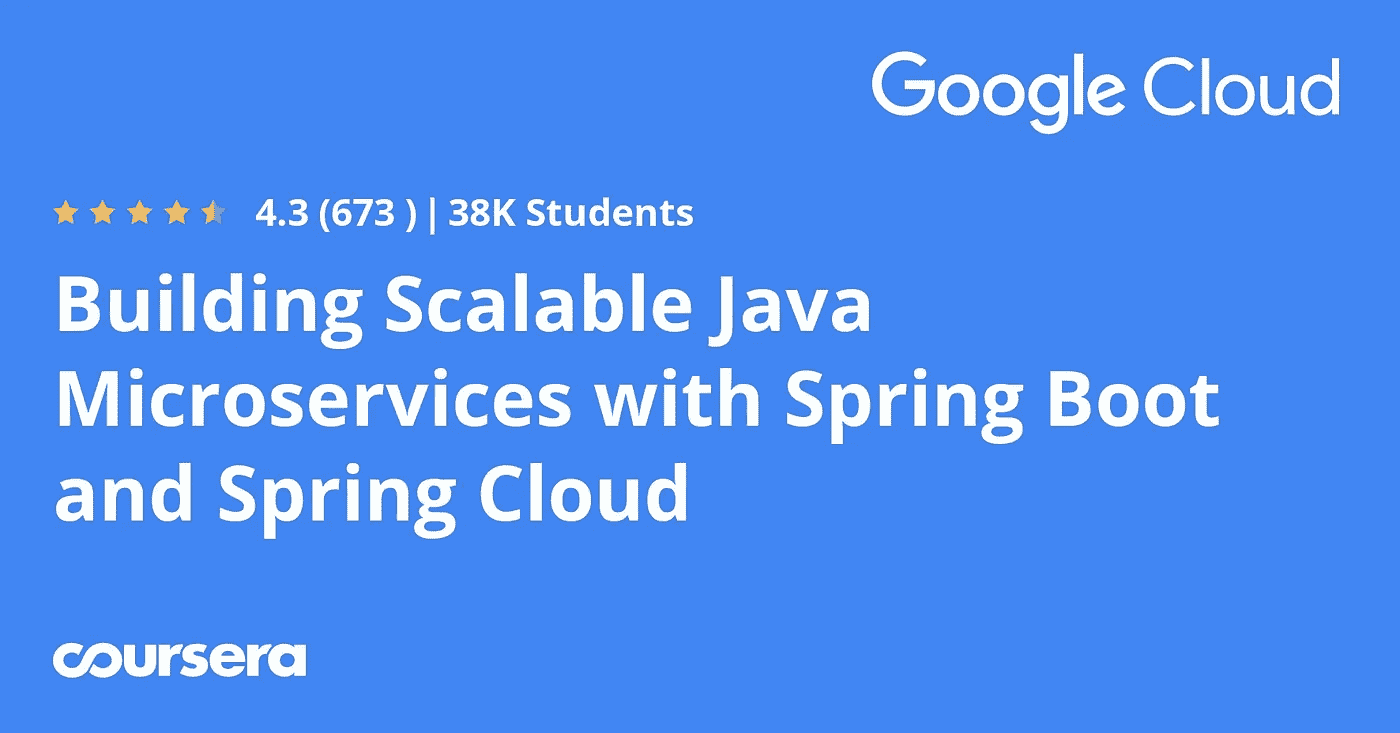 Google Cloud
4.3 (673 ) | 38K Students
Building Scalable Java
Microservices with Spring Boot
and Spring Cloud
coursera